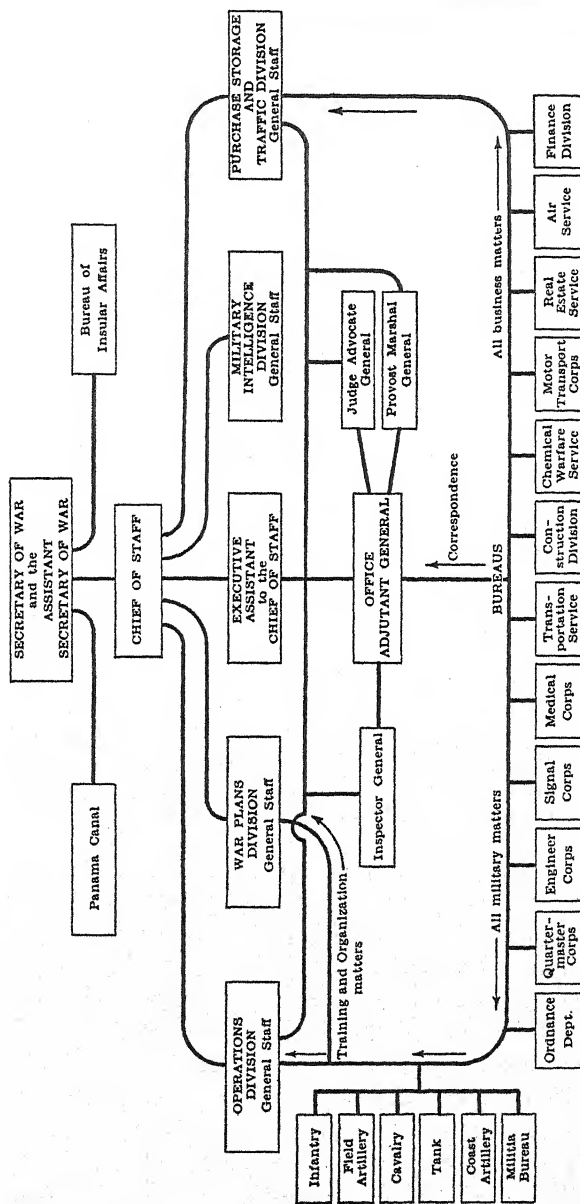 SECRETARY OF WAR
and the
ASSISTANT
SECRETARY OF WAR
Panama Canal
Bureau of
Insular Affairs
CHIEF OF STAFF
OPERATIONS
DIVISION
General Staff
WAR PLANS
DIVISION
General Staff
EXECUTIVE
ASSISTANT
to the
CHIEF OF STAFF
MILITARY
INTELLIGENCE
DIVISION
General Staff
PURCHASE STORAGE
AND
TRAFFIC DIVISION
General Staff
Training and Organization
matters
Inspector General
OFFICE
ADJUTANT GENERAL
Judge Advocate
General
Provost Marshal
General
Infantry
Field
Artillery
Cavalry
Tank
Coast
Artillery
Militia
Bureau
Correspondence
All military matters
BUREAUS
All business matters
Ordnance
Dept.
Quarter-
master
Corps
Engineer
Corps
Signal
Corps
Medical
Corps
Trans-
portation
Service
Con-
struction
Division
Chemical
Warfare
Service
Motor
Transport
Corps
Real
Estate
Service
Air
Service
Finance
Division